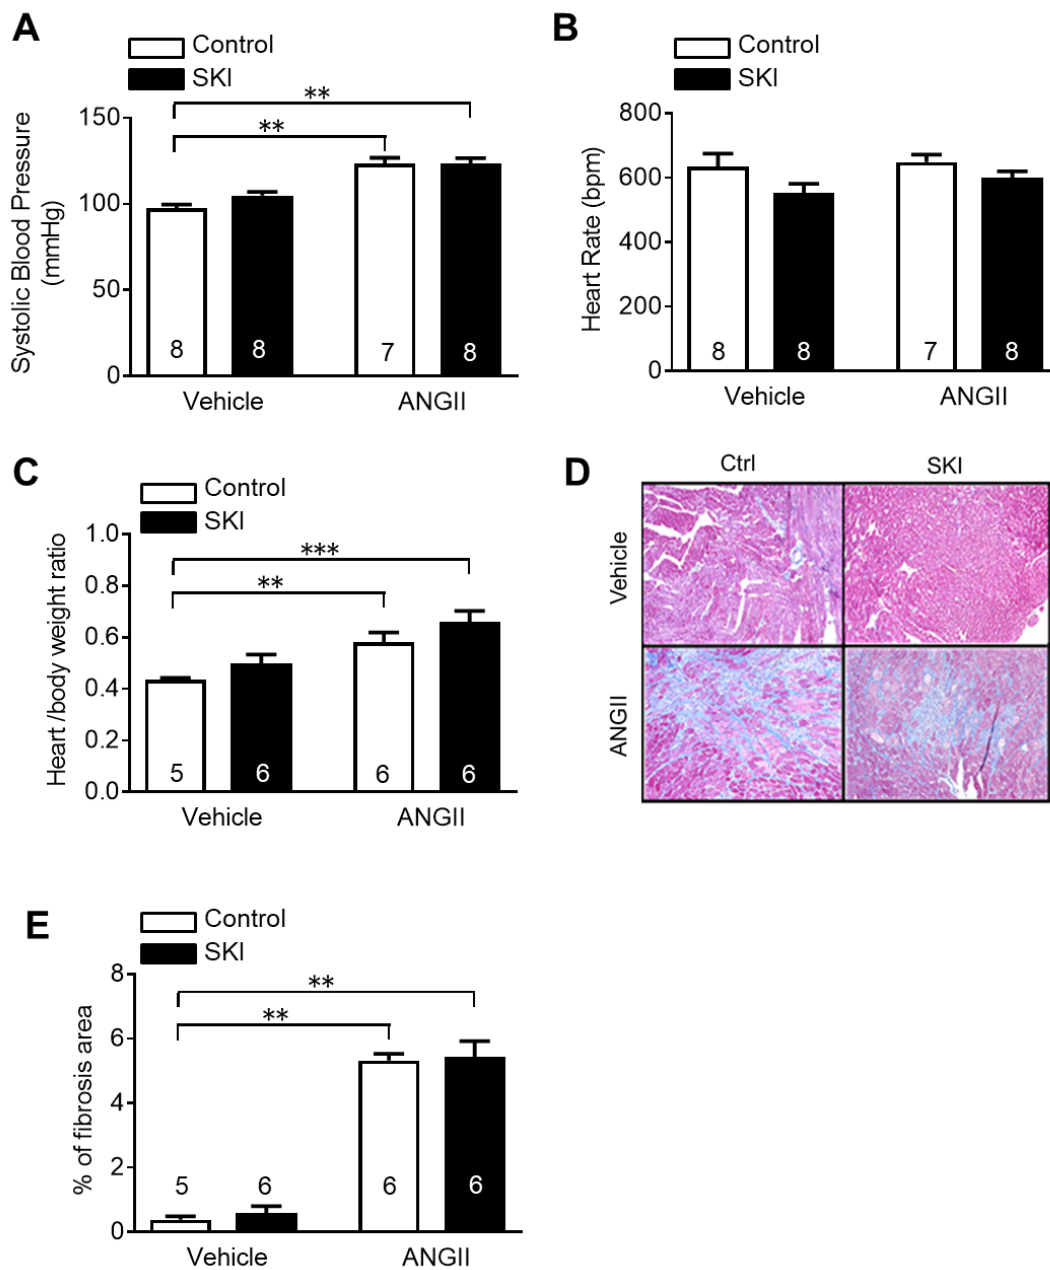 A
Control
SKI
**
**
Systolic Blood Pressure
(mmHg)
150
100
50
0
8
8
7
8
Vehicle
ANGII
B
Control
SKI
Heart Rate (bpm)
800
600
400
200
0
8
8
7
8
Vehicle
ANGII
C
Control
SKI
***
**
Heart /body weight ratio
1.0
0.8
0.6
0.4
0.2
0.0
5
6
6
6
Vehicle
ANGII
D
Ctrl
SKI
Vehicle
ANGII
E
Control
SKI
**
**
% of fibrosis area
8
6
4
2
0
5
6
6
6
Vehicle
ANGII